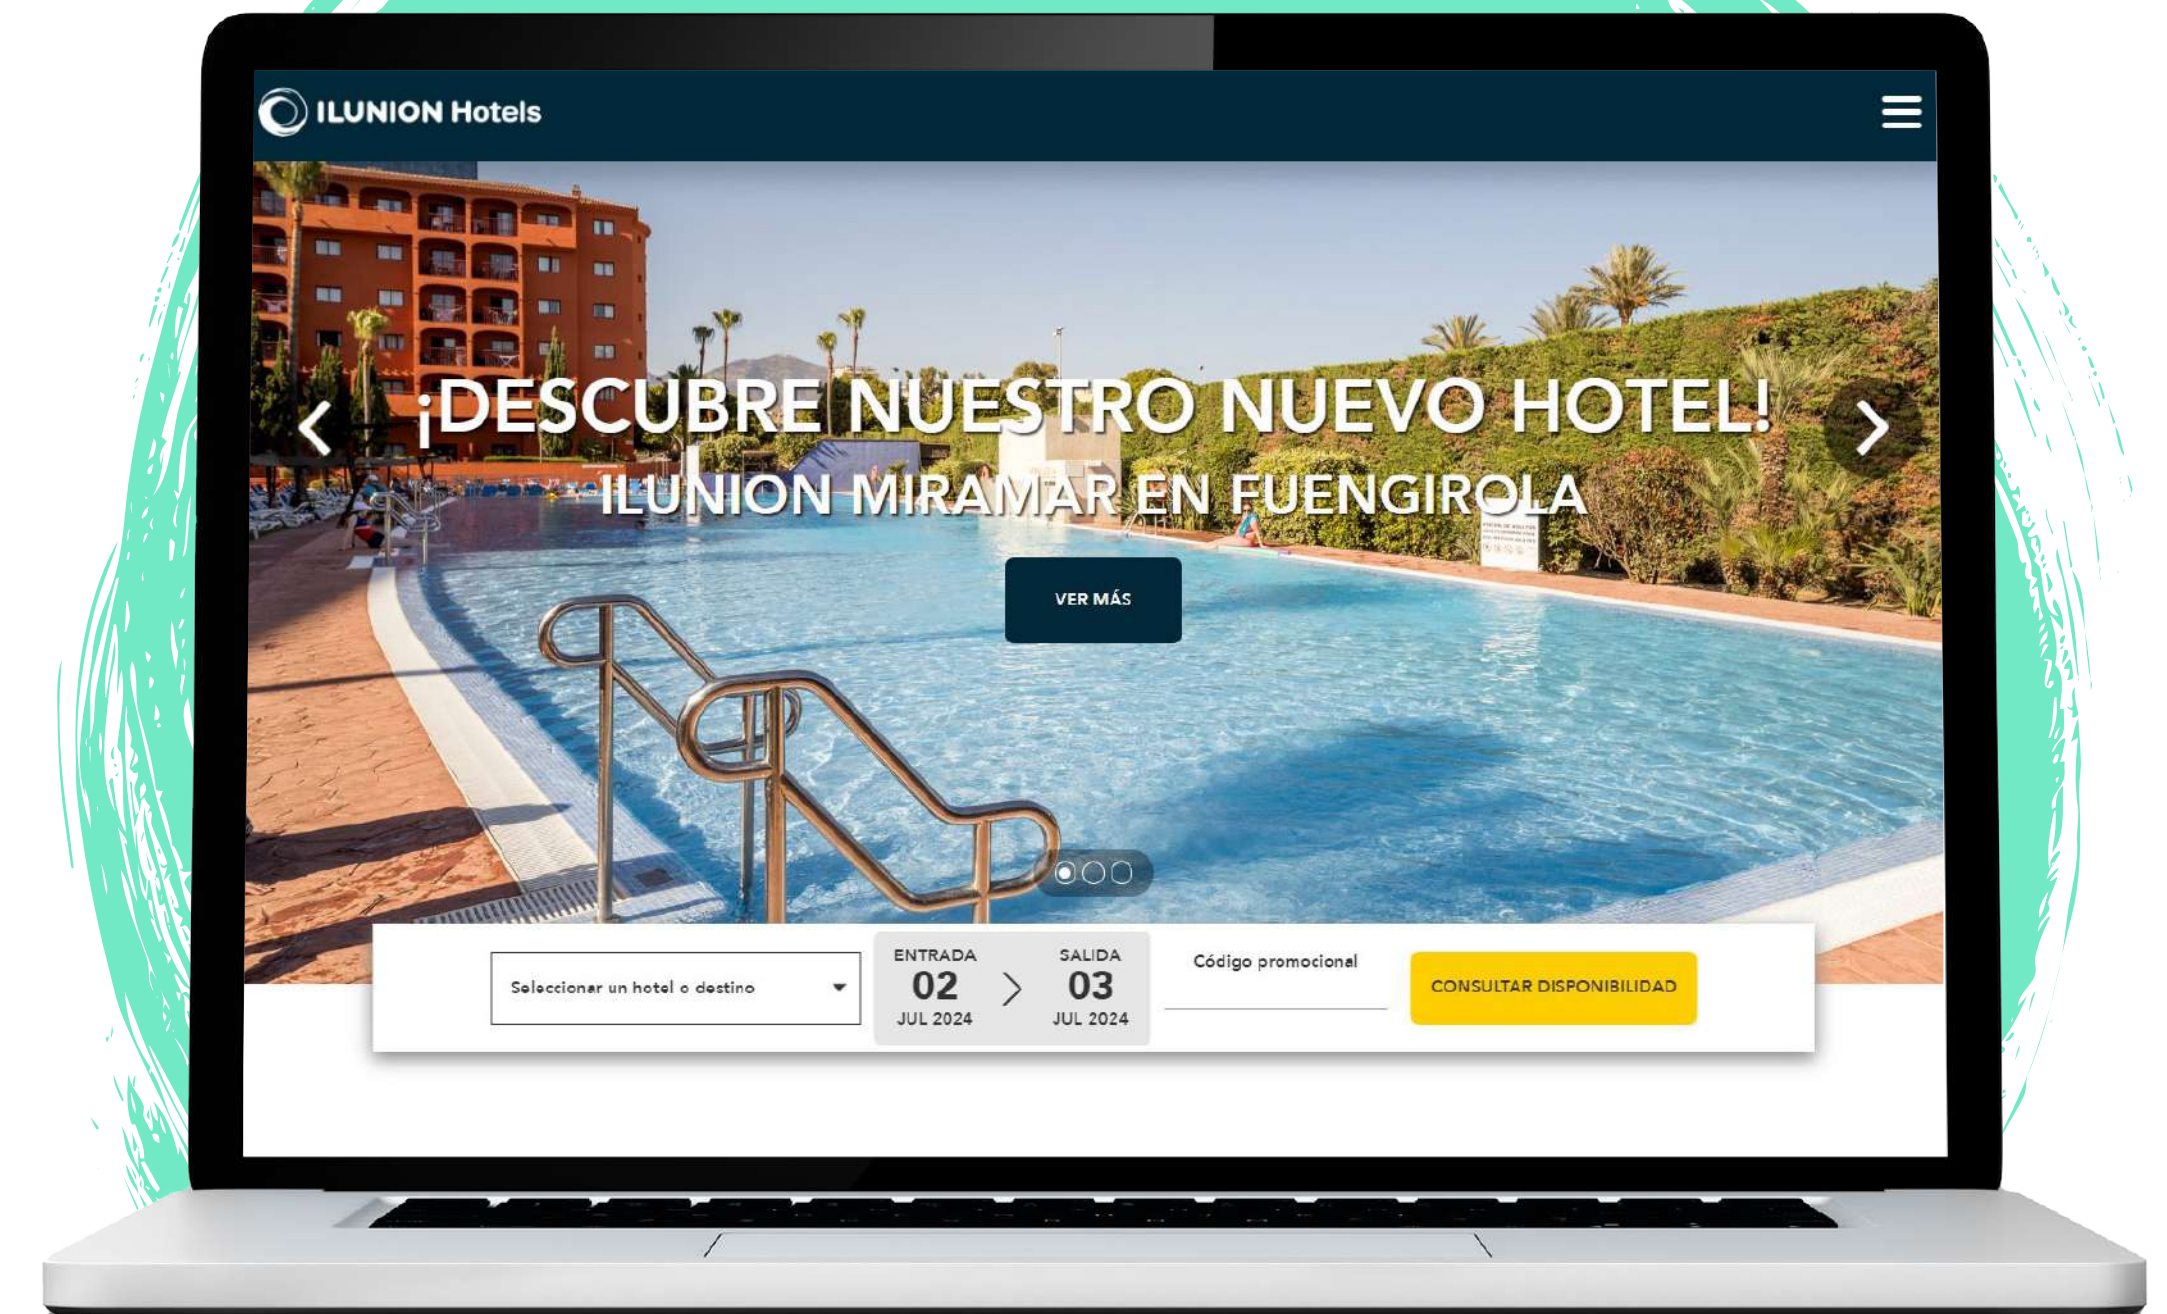 ILUNION Hotels
¡DESCUBRE NUESTRO NUEVO HOTEL!
ILUNION MIRAMAR EN FUENGIROLA
VER MÁS
Seleccionar un hotel o destino
ENTRADA
02
JUL 2024
SALIDA
03
JUL 2024
Código promocional
CONSULTAR DISPONIBILIDAD